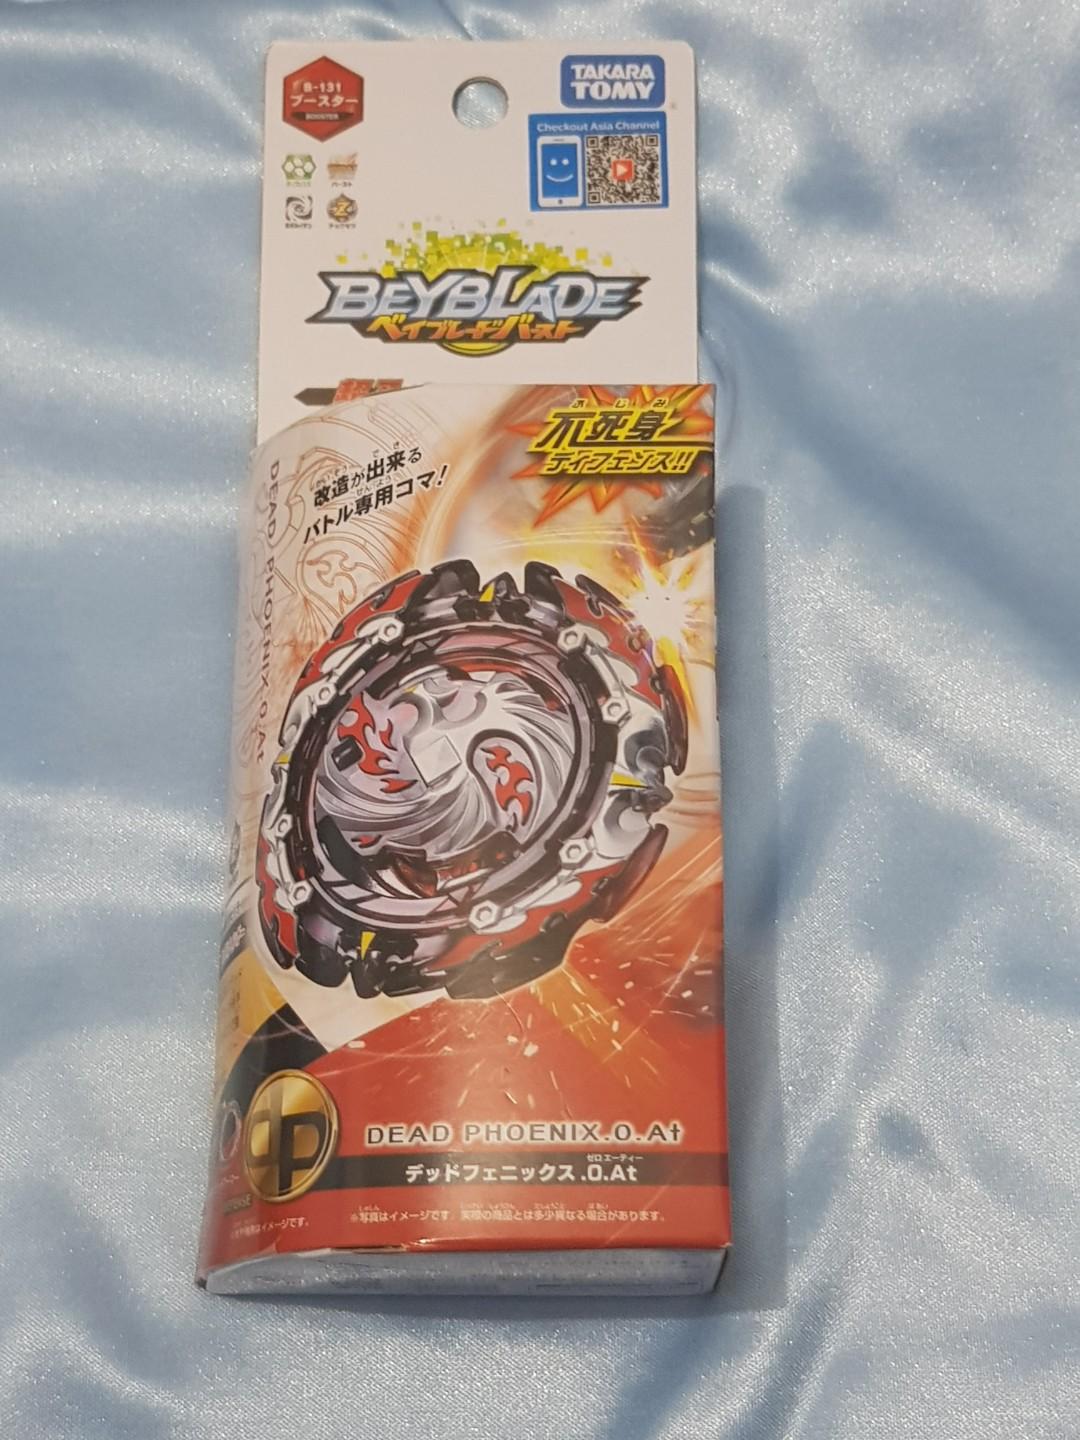 B-131
ブースター
BOOSTER
TAKARA
TOMY
Checkout Asia Channel
BEYBLADE
ベイブレードバースト
ふじみ
不死身
ディフェンス!!
改造が出来る
バトル専用コマ!
DEAD PHOENIX.0.At
dp
DEAD PHOENIX.0.At
ゼロ エーティー
デッドフェニックス.0.At
※写真はイメージです。実際の商品とは多少異なる場合があります。